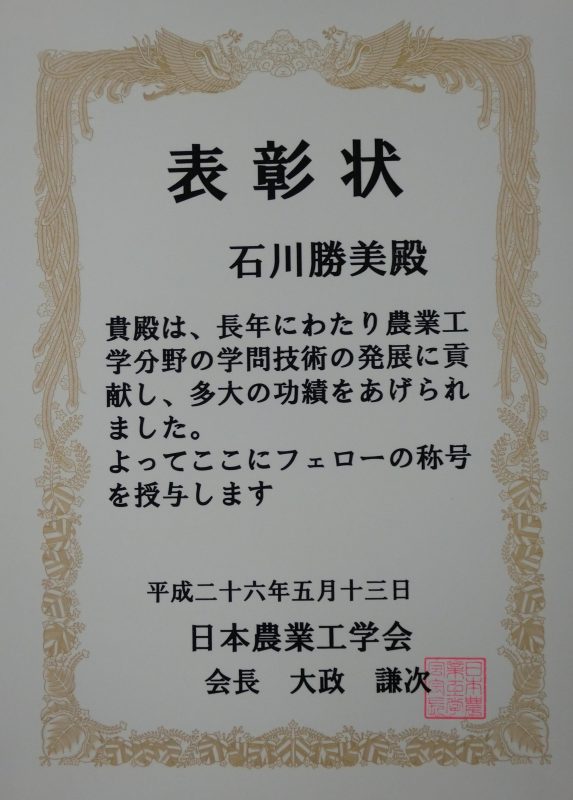 表彰状
石川勝美殿
貴殿は、長年にわたり農業工
学分野の学問技術の発展に貢
献し、多大の功績をあげられ
ました。
よってここにフェローの称号
を授与します
平成二十六年五月十三日
日本農業工学会
会長 大政 謙次